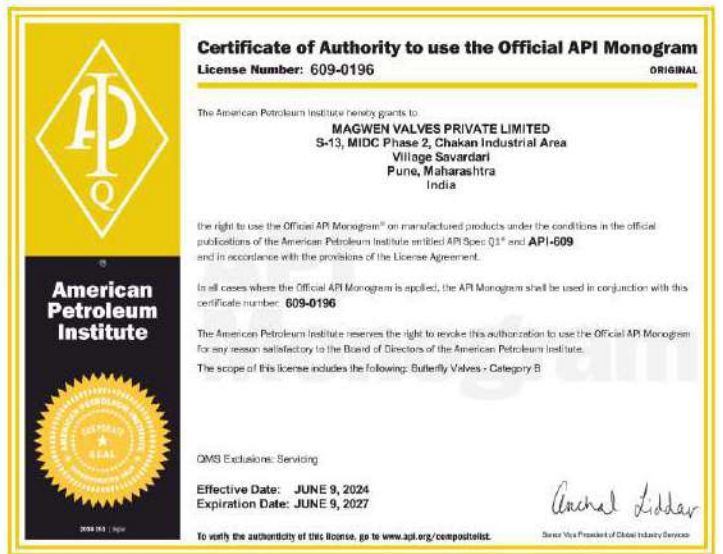 Certificate of Authority to use the Official API Monogram
License Number: 609-0196
ORIGINAL
The American Petroleum Institute hereby grants to
MAGWEN VALVES PRIVATE LIMITED
S-13, MIDC Phase 2, Chakan Industrial Area
Village Savardari
Pune, Maharashtra
India
the right to use the Official API Monogram® on manufactured products under the conditions in the official
publications of the American Petroleum Institute entitled API Spec Q1® and API-609
and in accordance with the provisions of the License Agreement.
In all cases where the Official API Monogram is applied, the API Monogram shall be used in conjunction with this
certificate number: 609-0196
The American Petroleum Institute reserves the right to revoke this authorization to use the Official API Monogram
for any reason satisfactory to the Board of Directors of the American Petroleum Institute.
The scope of this license includes the following: Butterfly Valves - Category B
QMS Exclusions: Servicing
Effective Date: JUNE 9, 2024
Expiration Date: JUNE 9, 2027
To verify the authenticity of this license, go to www.api.org/compositelist.
Anchal Liddar
Senior Vice President of Global Industry Services
API
Q
®
American
Petroleum
Institute
AMERICAN PETROLEUM INSTITUTE
CORPORATE
SEAL